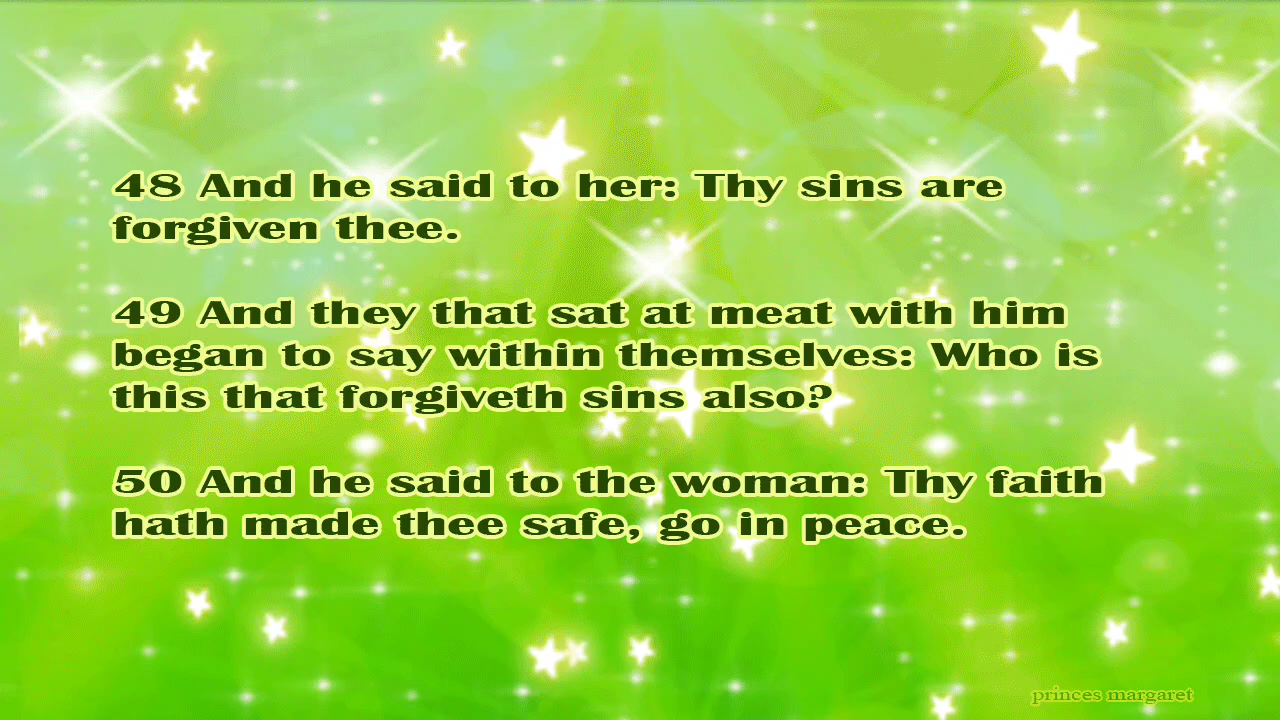 48 And he said to her: Thy sins are
forgiven thee.
49 And they that sat at meat with him
began to say within themselves: Who is
this that forgiveth sins also?
50 And he said to the woman: Thy faith
hath made thee safe, go in peace.
princes margaret